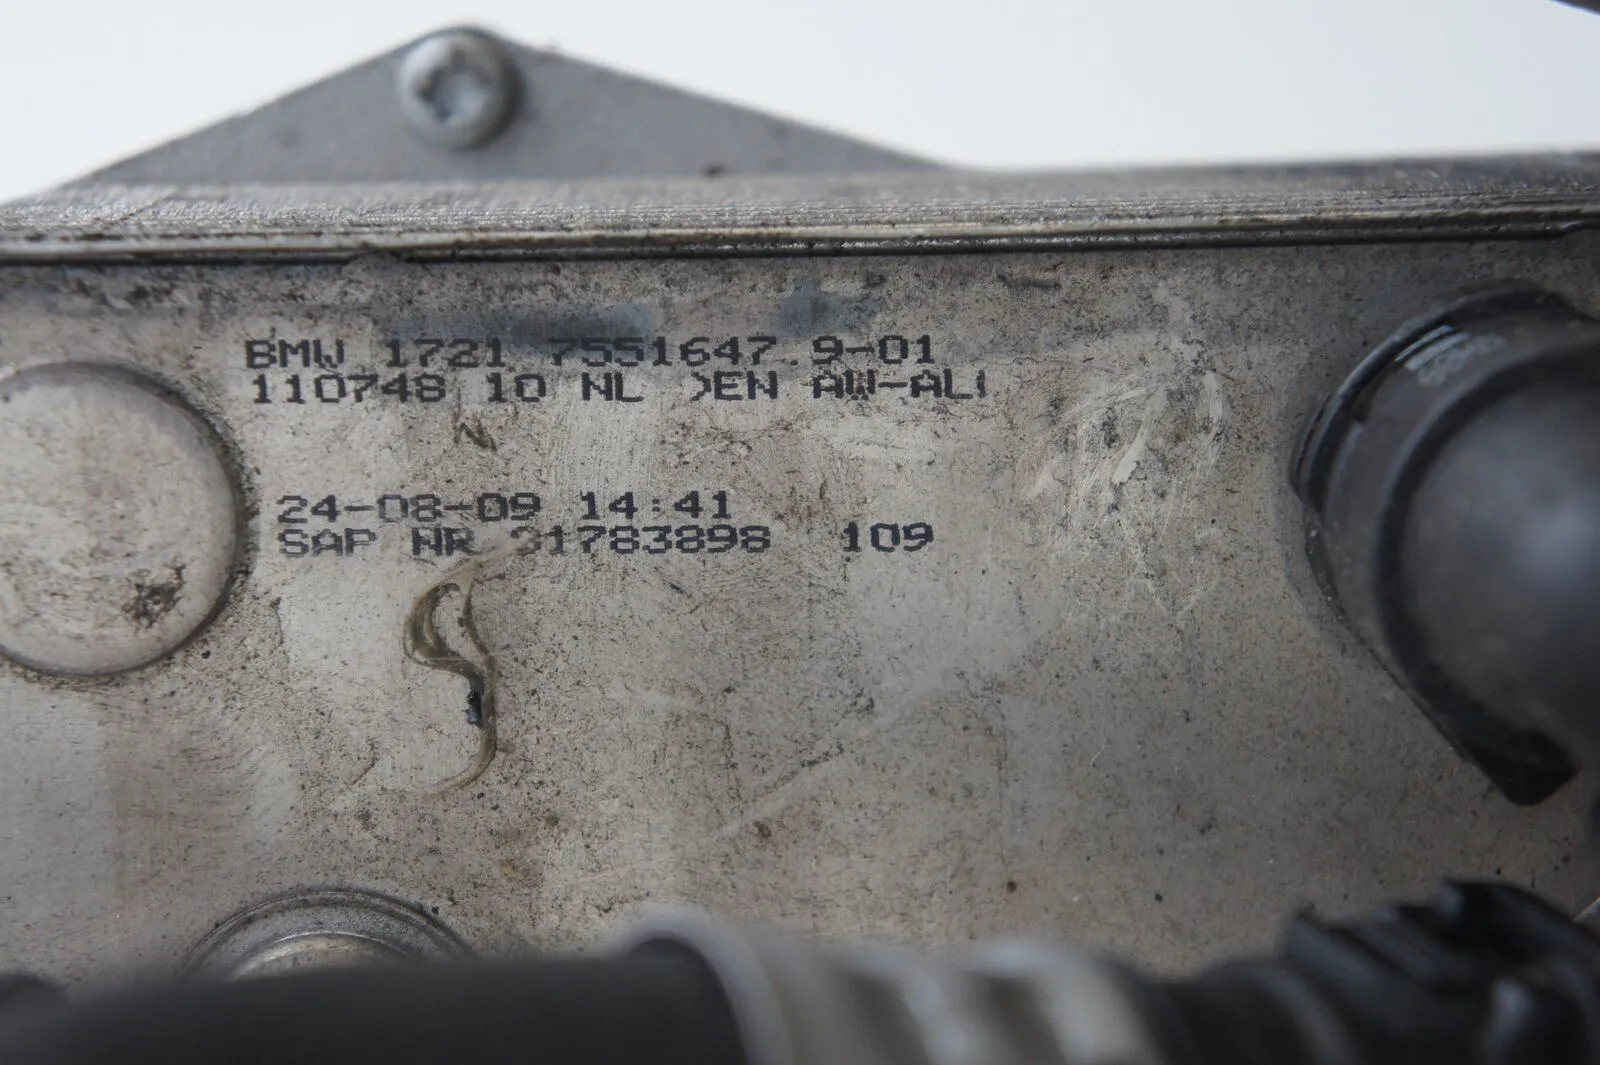 BMW 1721 7551647.9-01
110748 10 NL >EN AW-AL
24-08-09 14:41
SAP NR 31783898 109